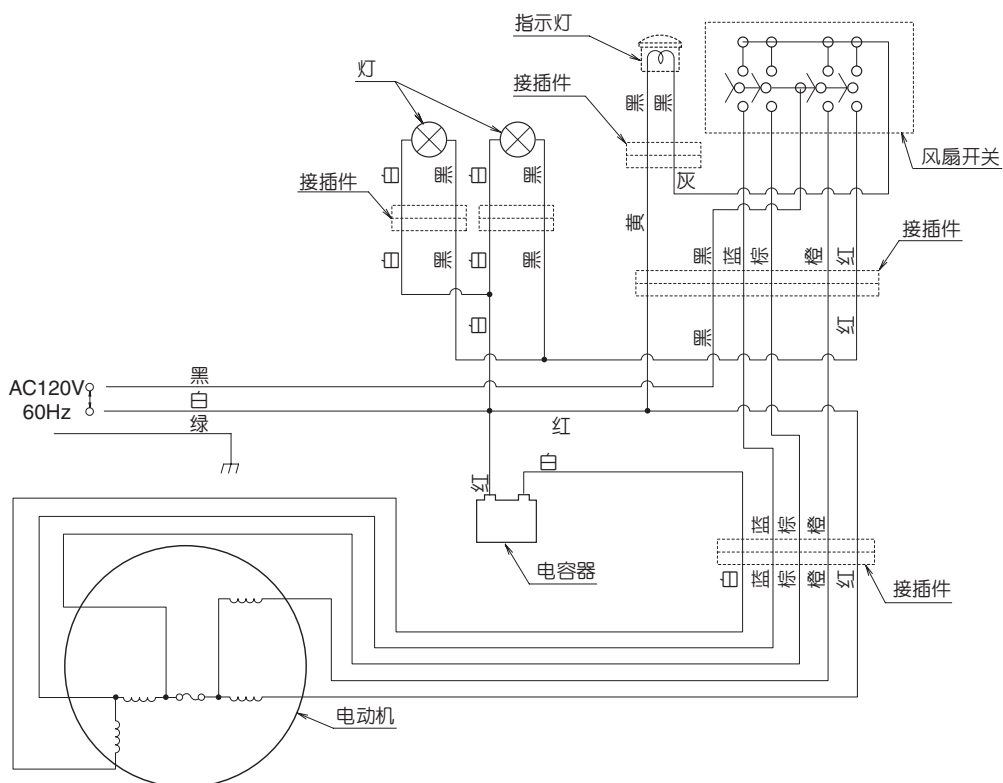 指示灯
灯
接插件
黑
黑
风扇开关
白
黑
白
黑
接插件
灰
黄
接插件
白
黑
白
黑
黑
蓝
棕
橙
红
白
黑
红
AC120V
60Hz
黑
白
绿
红
白
红
电容器
蓝
棕
橙
白
蓝
棕
橙
红
接插件
电动机